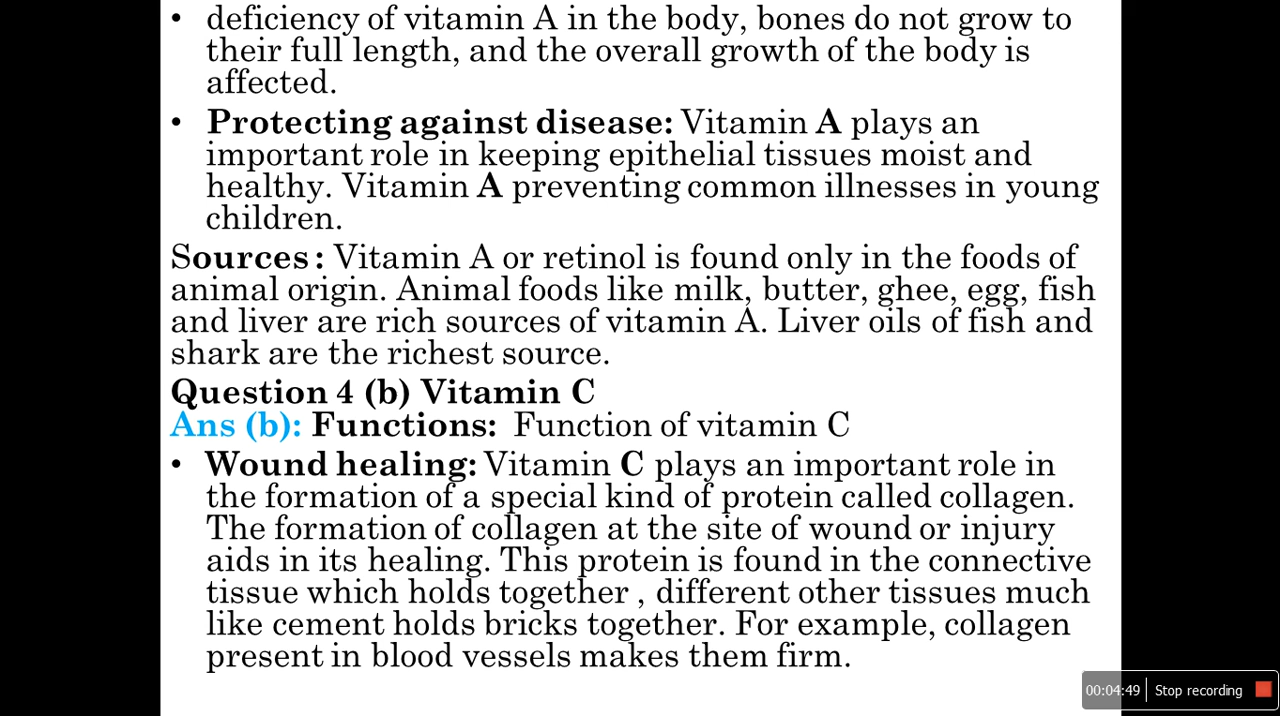 • deficiency of vitamin A in the body, bones do not grow to
their full length, and the overall growth of the body is
affected.
• Protecting against disease: Vitamin A plays an
important role in keeping epithelial tissues moist and
healthy. Vitamin A preventing common illnesses in young
children.
Sources : Vitamin A or retinol is found only in the foods of
animal origin. Animal foods like milk, butter, ghee, egg, fish
and liver are rich sources of vitamin A. Liver oils of fish and
shark are the richest source.
Question 4 (b) Vitamin C
Ans (b): Functions: Function of vitamin C
• Wound healing: Vitamin C plays an important role in
the formation of a special kind of protein called collagen.
The formation of collagen at the site of wound or injury
aids in its healing. This protein is found in the connective
tissue which holds together , different other tissues much
like cement holds bricks together. For example, collagen
present in blood vessels makes them firm.
00:04:49 Stop recording